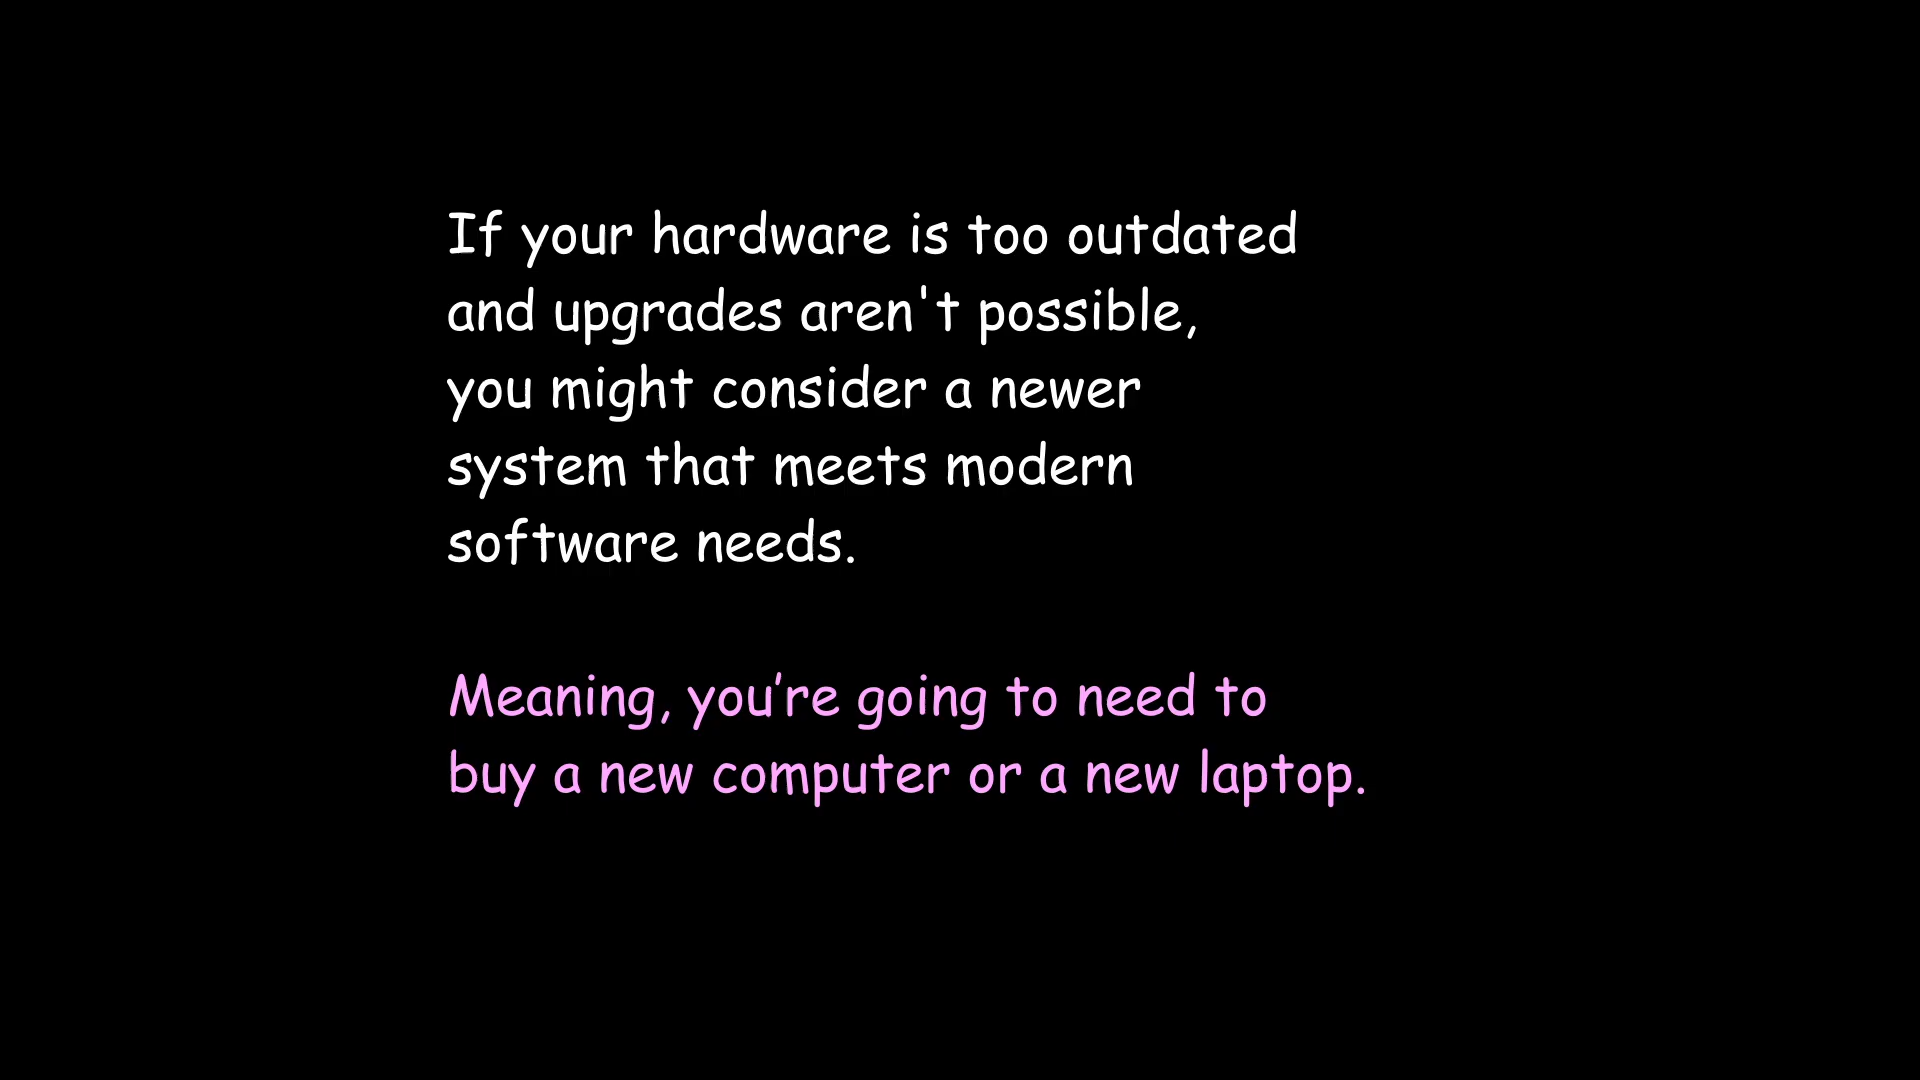 If your hardware is too outdated
and upgrades aren't possible,
you might consider a newer
system that meets modern
software needs.
Meaning, you’re going to need to
buy a new computer or a new laptop.